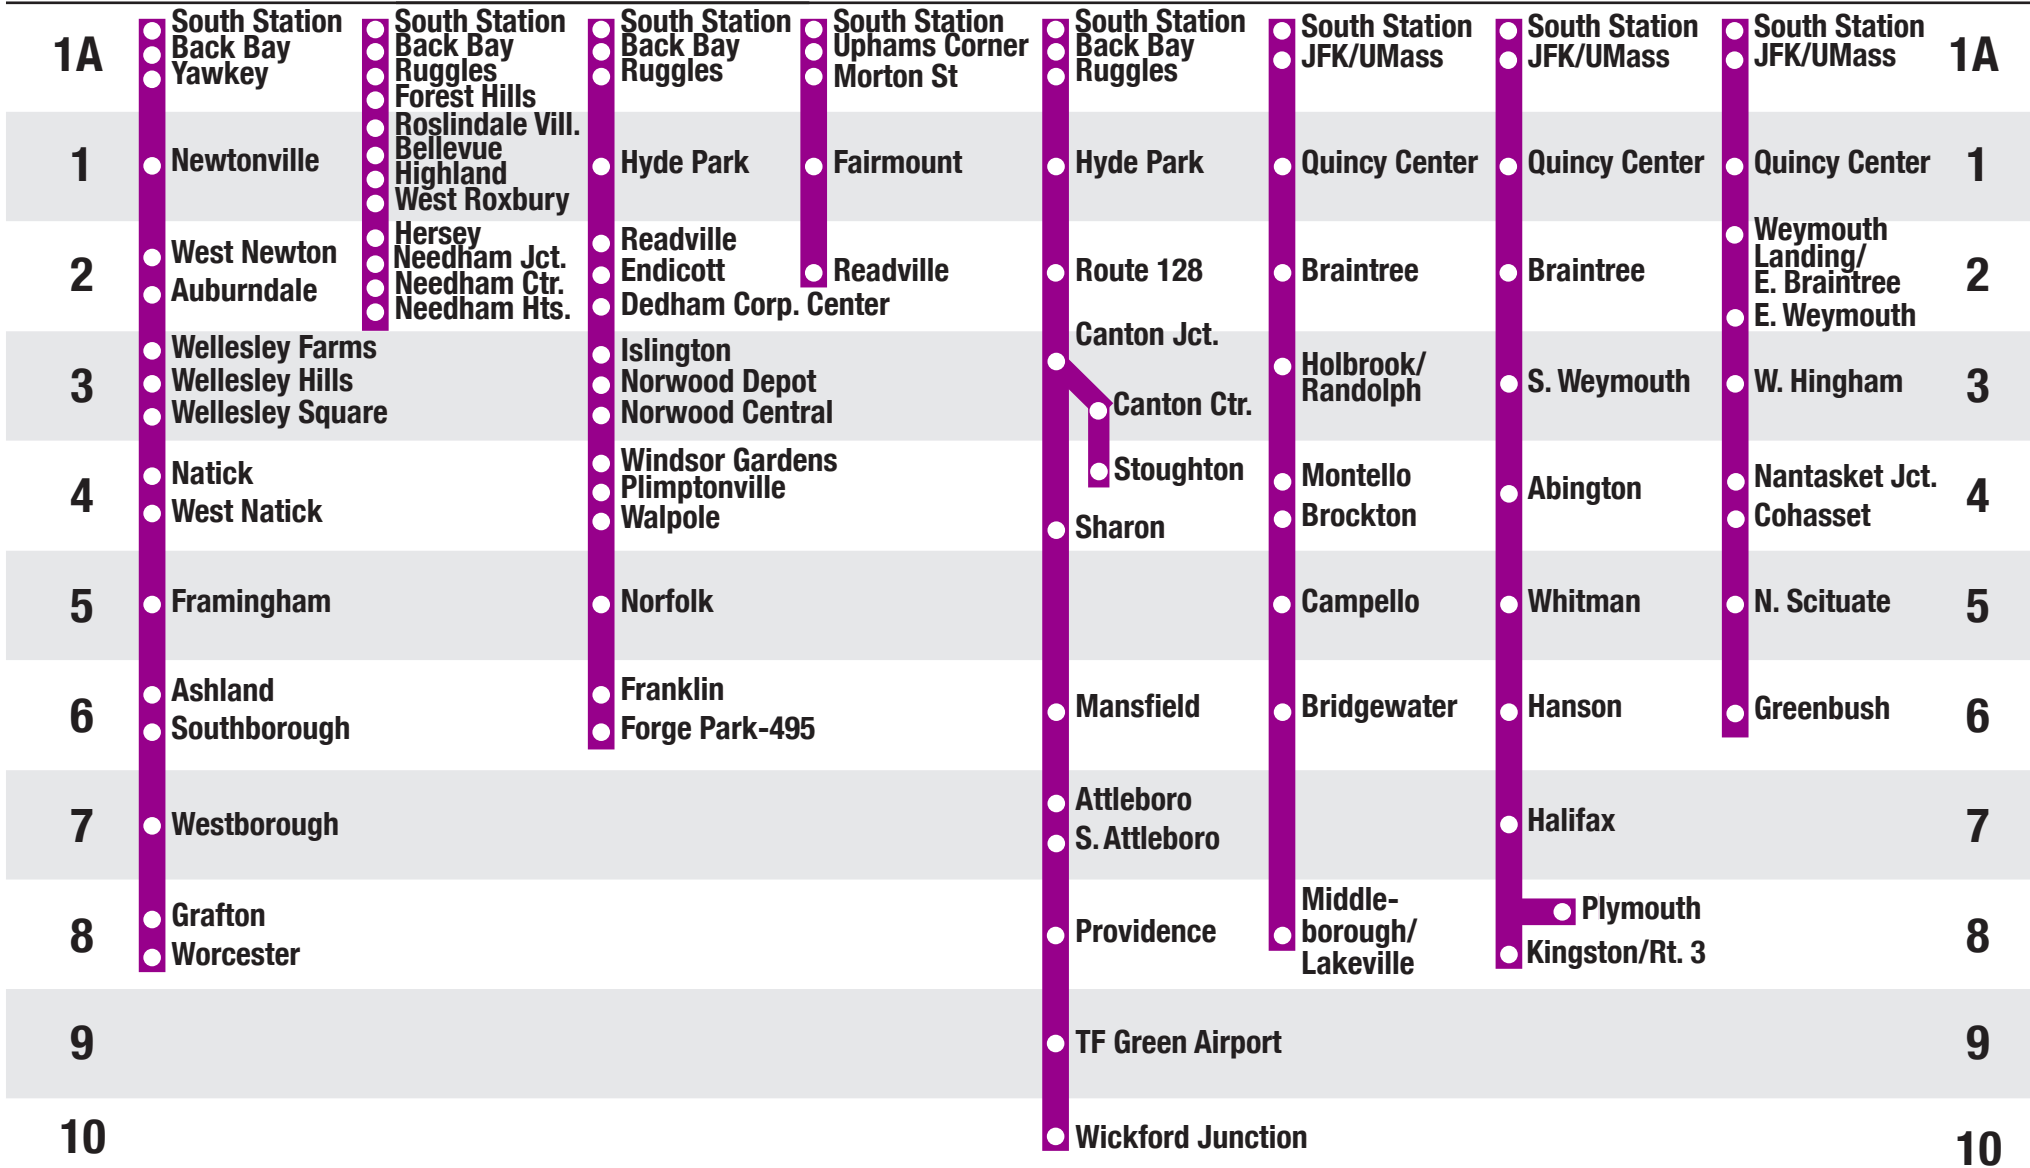 1A
South Station
Back Bay
Yawkey
South Station
Back Bay
Ruggles
Forest Hills
South Station
Back Bay
Ruggles
South Station
Uphams Corner
Morton St
South Station
Back Bay
Ruggles
South Station
JFK/UMass
South Station
JFK/UMass
South Station
JFK/UMass
1A
1
Newtonville
Roslindale Vill.
Bellevue
Highland
West Roxbury
Hyde Park
Fairmount
Hyde Park
Quincy Center
Quincy Center
Quincy Center
1
2
West Newton
Auburndale
Hersey
Needham Jct.
Needham Ctr.
Needham Hts.
Readville
Endicott
Dedham Corp. Center
Readville
Route 128
Braintree
Braintree
Weymouth
Landing/
E. Braintree
E. Weymouth
2
3
Wellesley Farms
Wellesley Hills
Wellesley Square
Islington
Norwood Depot
Norwood Central
Canton Jct.
Canton Ctr.
Holbrook/
Randolph
S. Weymouth
W. Hingham
3
4
Natick
West Natick
Windsor Gardens
Plimptonville
Walpole
Stoughton
Sharon
Montello
Brockton
Abington
Nantasket Jct.
Cohasset
4
5
Framingham
Norfolk
Campello
Whitman
N. Scituate
5
6
Ashland
Southborough
Franklin
Forge Park-495
Mansfield
Bridgewater
Hanson
Greenbush
6
7
Westborough
Attleboro
S. Attleboro
Halifax
7
8
Grafton
Worcester
Providence
Middle-
borough/
Lakeville
Plymouth
Kingston/Rt. 3
8
9
TF Green Airport
9
10
Wickford Junction
10